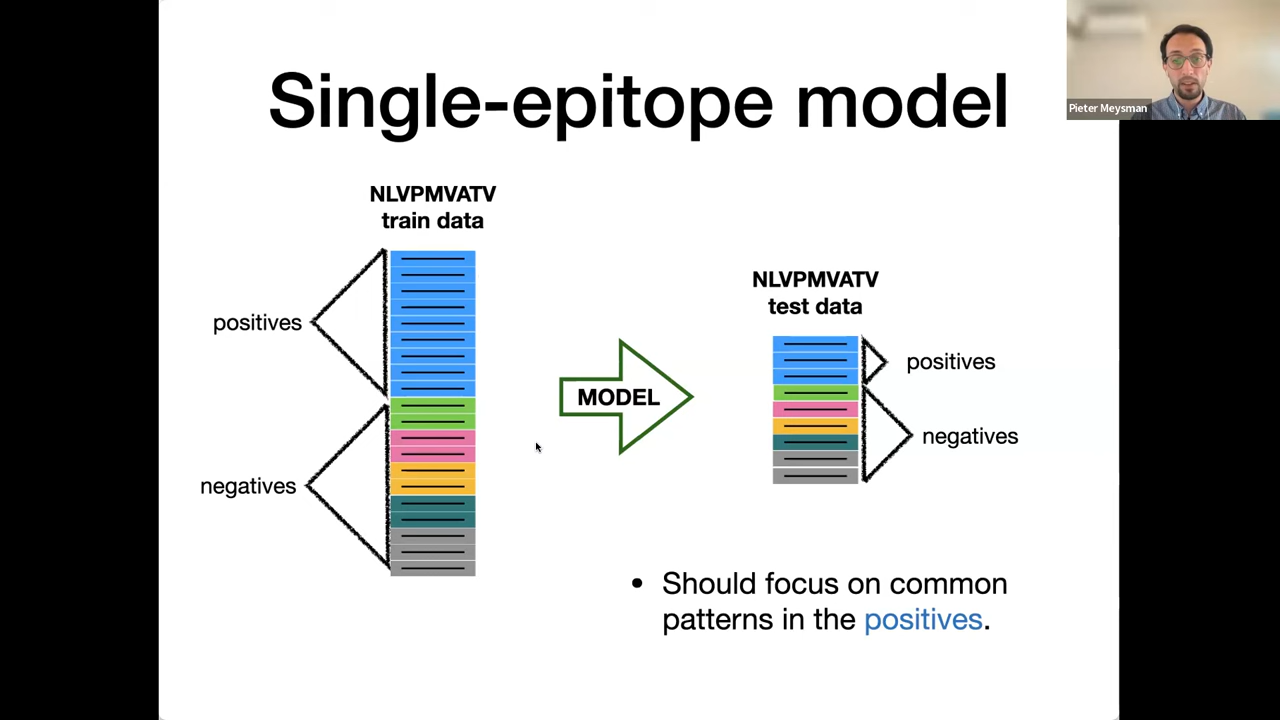 Single-epitope model
Pieter Meysman
NLVPMVATV
train data
positives
negatives
MODEL
NLVPMVATV
test data
positives
negatives
• Should focus on common
patterns in the positives.